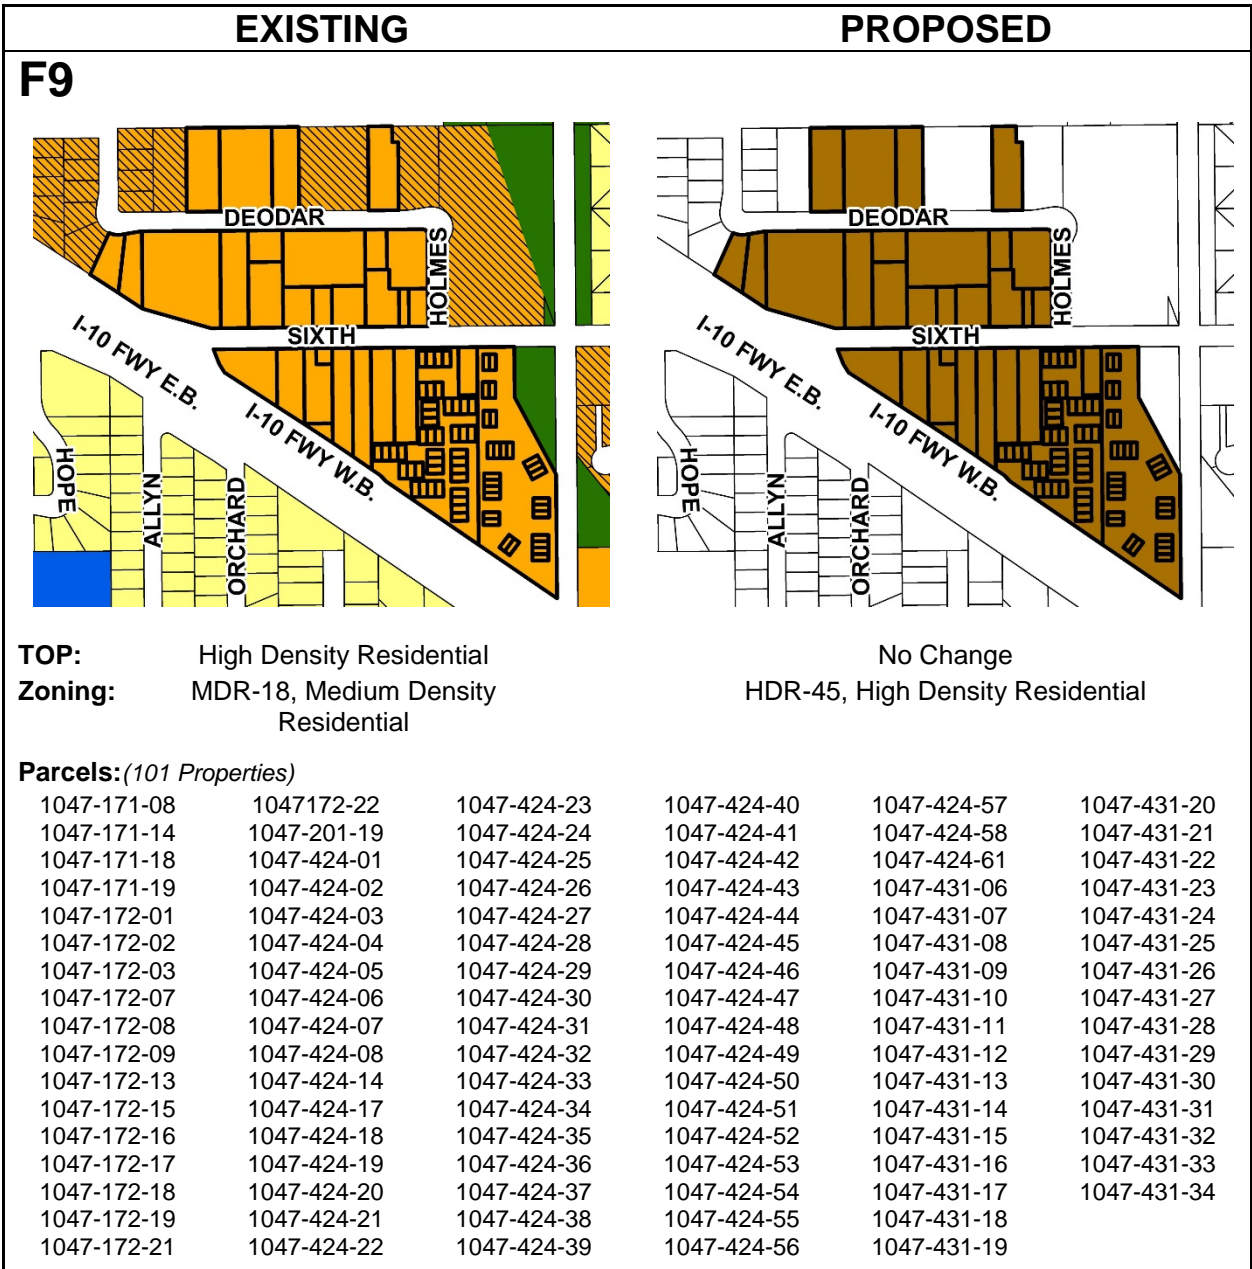 EXISTING PROPOSED
F9
DEODAR
HOLMES
SIXTH
I-10 FWY E.B.
I-10 FWY W.B.
HOPE
ALLYN
ORCHARD
DEODAR
HOLMES
SIXTH
I-10 FWY E.B.
I-10 FWY W.B.
HOPE
ALLYN
ORCHARD
TOP: High Density Residential No Change
Zoning: MDR-18, Medium Density HDR-45, High Density Residential
Residential
Parcels: (101 Properties)
1047-171-08 1047172-22 1047-424-23 1047-424-40 1047-424-57 1047-431-20
1047-171-14 1047-201-19 1047-424-24 1047-424-41 1047-424-58 1047-431-21
1047-171-18 1047-424-01 1047-424-25 1047-424-42 1047-424-61 1047-431-22
1047-171-19 1047-424-02 1047-424-26 1047-424-43 1047-431-06 1047-431-23
1047-172-01 1047-424-03 1047-424-27 1047-424-44 1047-431-07 1047-431-24
1047-172-02 1047-424-04 1047-424-28 1047-424-45 1047-431-08 1047-431-25
1047-172-03 1047-424-05 1047-424-29 1047-424-46 1047-431-09 1047-431-26
1047-172-07 1047-424-06 1047-424-30 1047-424-47 1047-431-10 1047-431-27
1047-172-08 1047-424-07 1047-424-31 1047-424-48 1047-431-11 1047-431-28
1047-172-09 1047-424-08 1047-424-32 1047-424-49 1047-431-12 1047-431-29
1047-172-13 1047-424-14 1047-424-33 1047-424-50 1047-431-13 1047-431-30
1047-172-15 1047-424-17 1047-424-34 1047-424-51 1047-431-14 1047-431-31
1047-172-16 1047-424-18 1047-424-35 1047-424-52 1047-431-15 1047-431-32
1047-172-17 1047-424-19 1047-424-36 1047-424-53 1047-431-16 1047-431-33
1047-172-18 1047-424-20 1047-424-37 1047-424-54 1047-431-17 1047-431-34
1047-172-19 1047-424-21 1047-424-38 1047-424-55 1047-431-18
1047-172-21 1047-424-22 1047-424-39 1047-424-56 1047-431-19